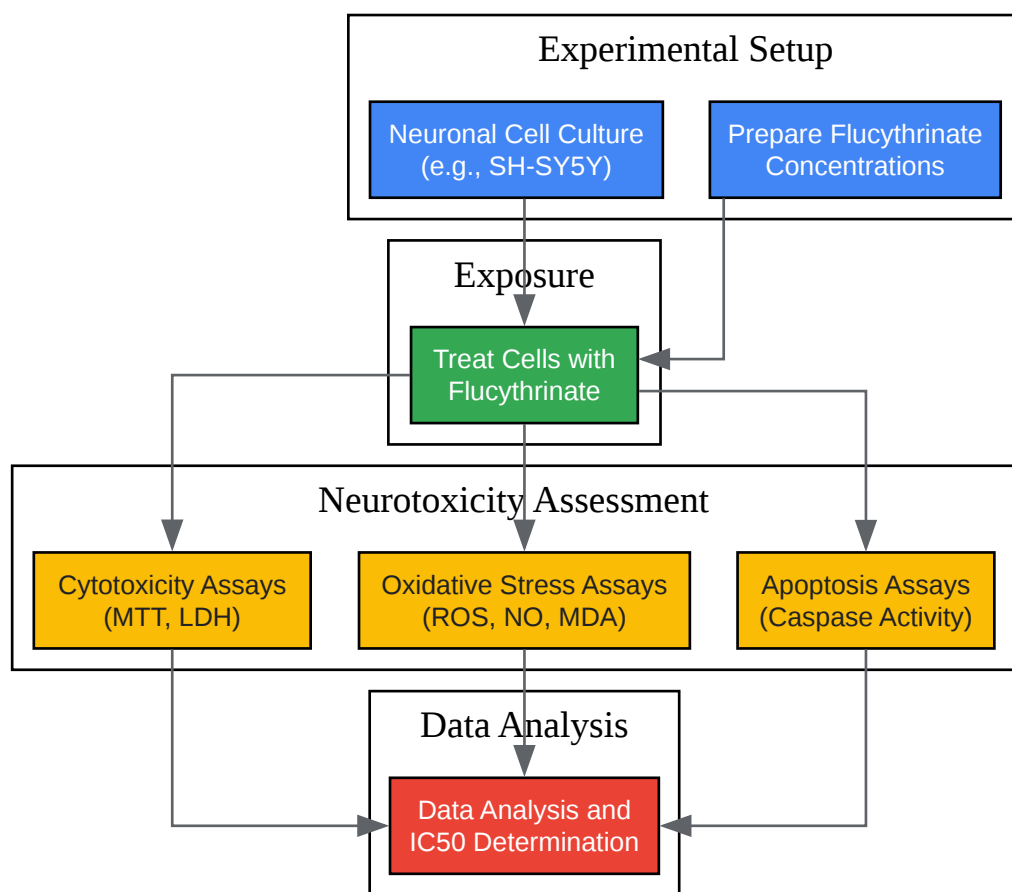 Experimental Setup
Neuronal Cell Culture
(e.g., SH-SY5Y)
Prepare Flucythrinate
Concentrations
Exposure
Treat Cells with
Flucythrinate
Neurotoxicity Assessment
Cytotoxicity Assays
(MTT, LDH)
Oxidative Stress Assays
(ROS, NO, MDA)
Apoptosis Assays
(Caspase Activity)
Data Analysis
Data Analysis and
IC50 Determination